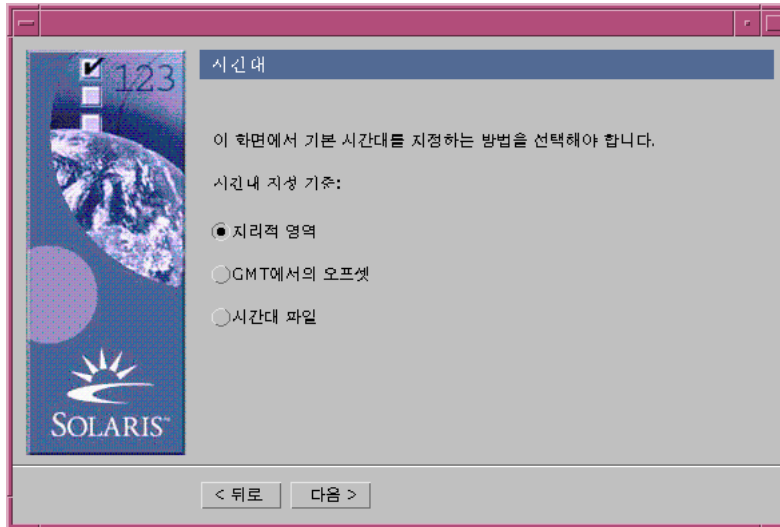 123
시간대
이 화면에서 기본 시간대를 지정하는 방법을 선택해야 합니다.
시간대 지정 기준:
지리적 영역
GMT에서의 오프셋
시간대 파일
SOLARIS™
< 뒤로
다음 >